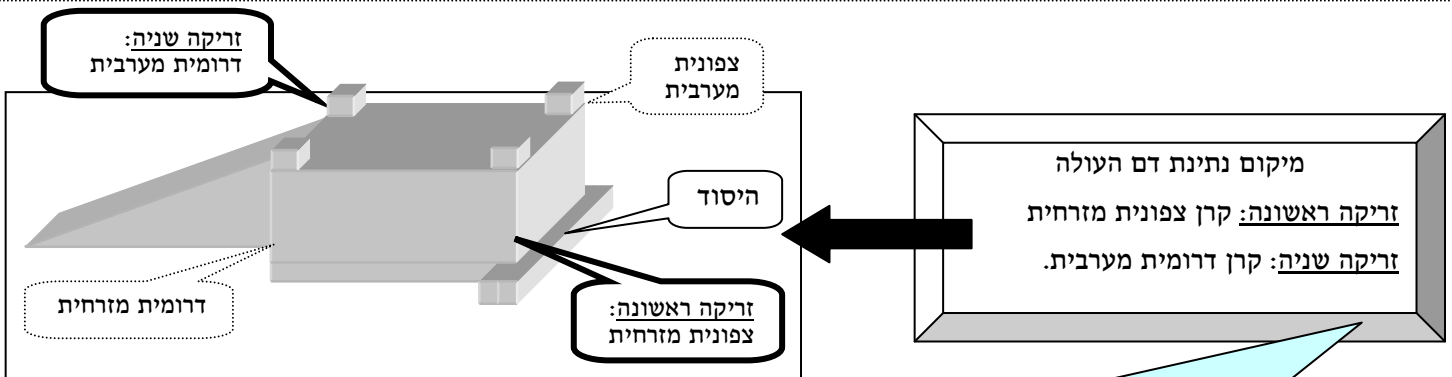 מיקום נתינת דם העולה
זריקה ראשונה: קרן צפונית מזרחית
זריקה שניה: קרן דרומית מערבית.
צפונית
מערבית
זריקה שניה:
דרומית מערבית
היסוד
זריקה ראשונה:
צפונית מזרחית
דרומית מזרחית